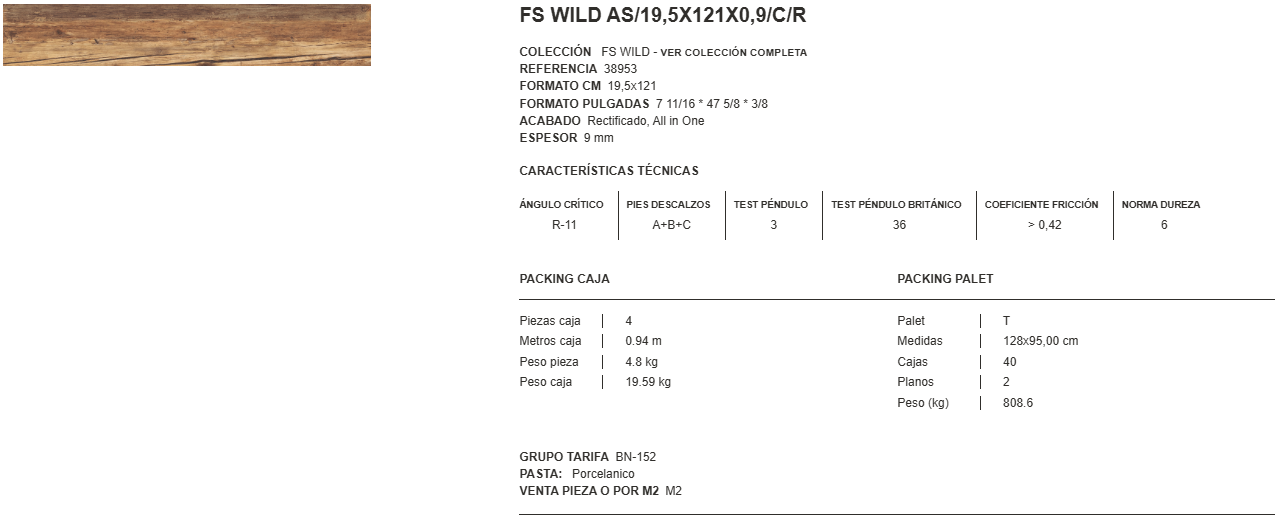 FS WILD AS/19,5X121X0,9/C/R
COLECCIÓN FS WILD - VER COLECCIÓN COMPLETA
REFERENCIA 38953
FORMATO CM 19,5x121
FORMATO PULGADAS 7 11/16 * 47 5/8 * 3/8
ACABADO Rectificado, All in One
ESPESOR 9 mm
CARACTERÍSTICAS TÉCNICAS
ÁNGULO CRÍTICO PIES DESCALZOS TEST PÉNDULO TEST PÉNDULO BRITÁNICO COEFICIENTE FRICCIÓN NORMA DUREZA
R-11 A+B+C 3 36 > 0,42 6
PACKING CAJA PACKING PALET
Piezas caja 4 Palet T
Metros caja 0.94 m Medidas 128x95,00 cm
Peso pieza 4.8 kg Cajas 40
Peso caja 19.59 kg Planos 2
Peso (kg) 808.6
GRUPO TARIFA BN-152
PASTA: Porcelanico
VENTA PIEZA O POR M2 M2